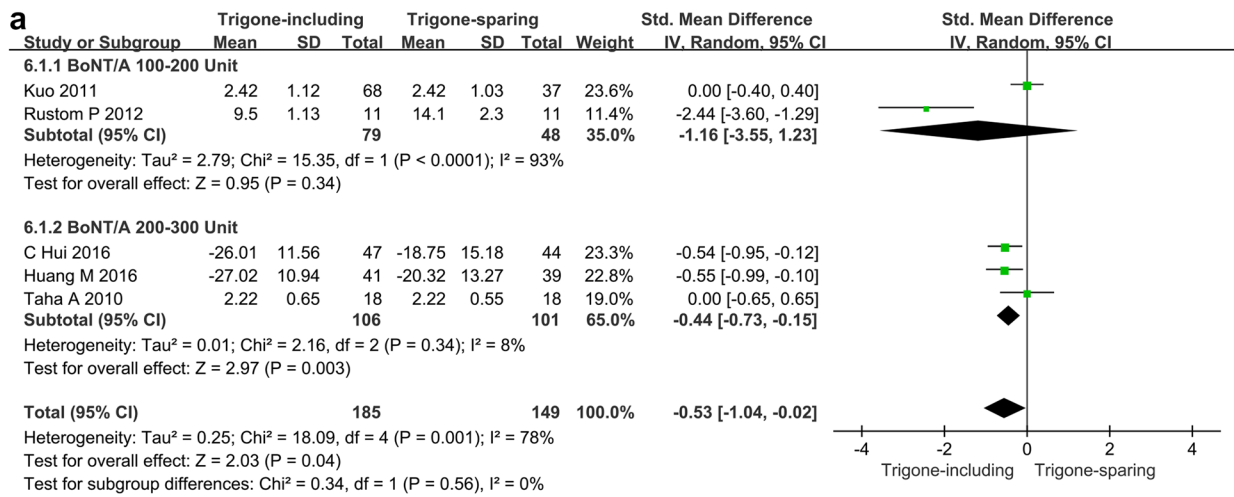 a
Trigone-including Trigone-sparing Std. Mean Difference Std. Mean Difference
Study or Subgroup Mean SD Total Mean SD Total Weight IV, Random, 95% CI IV, Random, 95% CI
6.1.1 BoNT/A 100-200 Unit
Kuo 2011 2.42 1.12 68 2.42 1.03 37 23.6% 0.00 [-0.40, 0.40]
Rustom P 2012 9.5 1.13 11 14.1 2.3 11 11.4% -2.44 [-3.60, -1.29]
Subtotal (95% CI) 79 48 35.0% -1.16 [-3.55, 1.23]
Heterogeneity: Tau² = 2.79; Chi² = 15.35, df = 1 (P < 0.0001); I² = 93%
Test for overall effect: Z = 0.95 (P = 0.34)
6.1.2 BoNT/A 200-300 Unit
C Hui 2016 -26.01 11.56 47 -18.75 15.18 44 23.3% -0.54 [-0.95, -0.12]
Huang M 2016 -27.02 10.94 41 -20.32 13.27 39 22.8% -0.55 [-0.99, -0.10]
Taha A 2010 2.22 0.65 18 2.22 0.55 18 19.0% 0.00 [-0.65, 0.65]
Subtotal (95% CI) 106 101 65.0% -0.44 [-0.73, -0.15]
Heterogeneity: Tau² = 0.01; Chi² = 2.16, df = 2 (P = 0.34); I² = 8%
Test for overall effect: Z = 2.97 (P = 0.003)
Total (95% CI) 185 149 100.0% -0.53 [-1.04, -0.02]
Heterogeneity: Tau² = 0.25; Chi² = 18.09, df = 4 (P = 0.001); I² = 78%
Test for overall effect: Z = 2.03 (P = 0.04)
Test for subgroup differences: Chi² = 0.34, df = 1 (P = 0.56), I² = 0%
-4 -2 0 2 4
Trigone-including Trigone-sparing